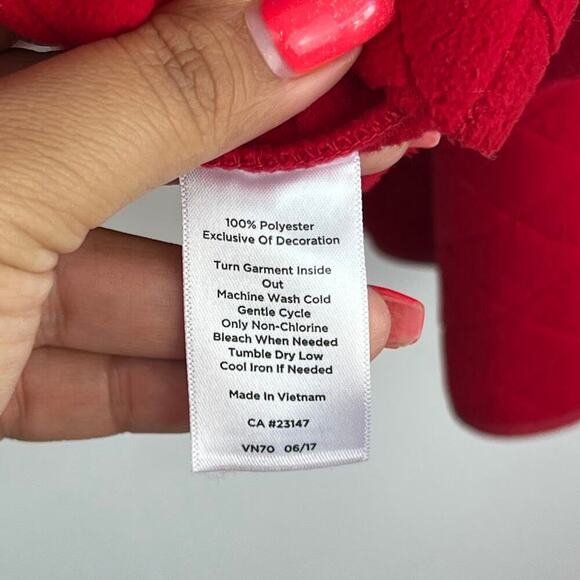 100% Polyester
Exclusive Of Decoration
Turn Garment Inside
Out
Machine Wash Cold
Gentle Cycle
Only Non-Chlorine
Bleach When Needed
Tumble Dry Low
Cool Iron If Needed
Made In Vietnam
CA #23147
VN70 06/17